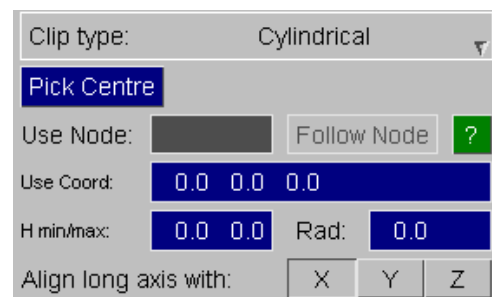 Clip type: Cylindrical
Pick Centre
Use Node: Follow Node ?
Use Coord: 0.0 0.0 0.0
H min/max: 0.0 0.0 Rad: 0.0
Align long axis with: X Y Z